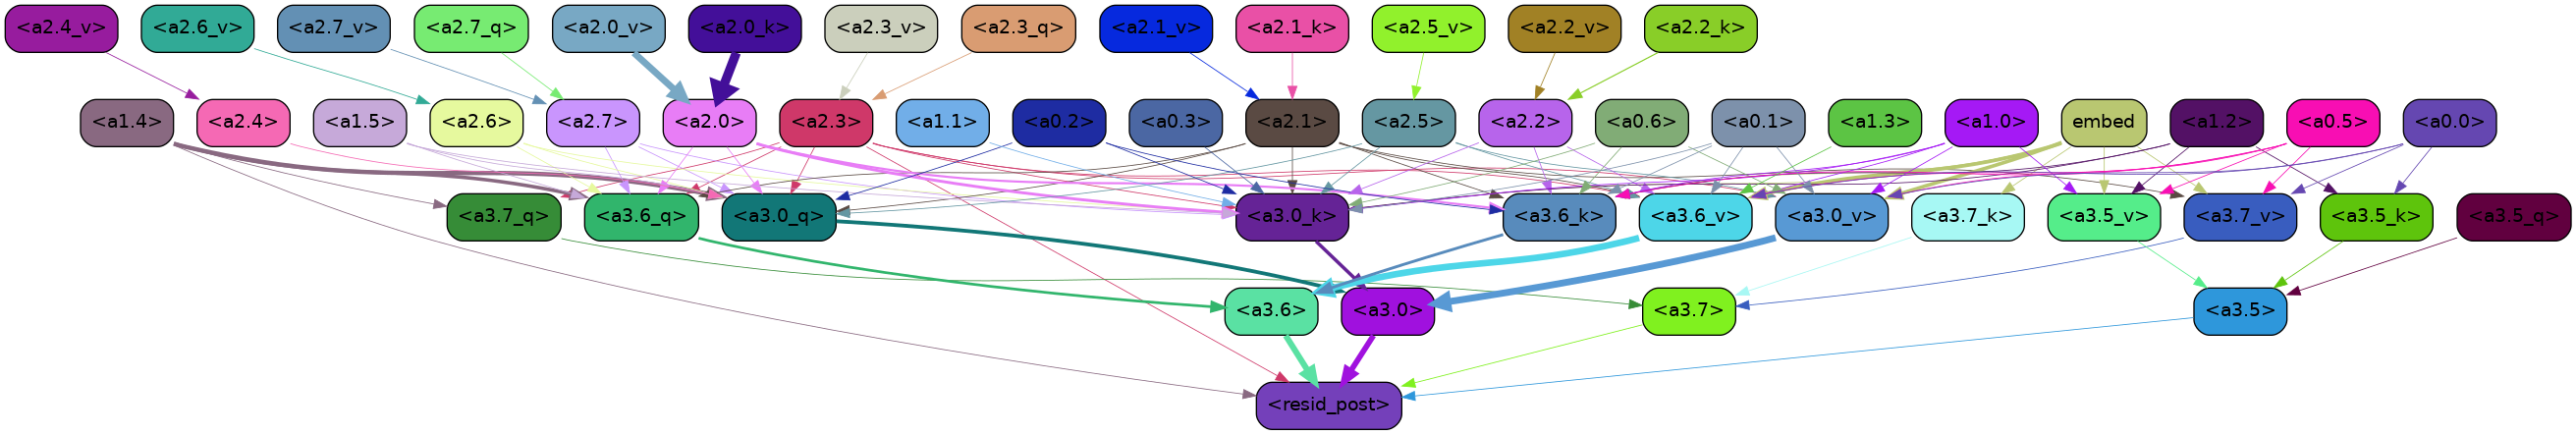 <a2.4_v> <a2.6_v> <a2.7_v> <a2.7_q> <a2.0_v> <a2.0_k> <a2.3_v> <a2.3_q> <a2.1_v> <a2.1_k> <a2.5_v> <a2.2_v> <a2.2_k>
<a1.4> <a2.4> <a1.5> <a2.6> <a2.7> <a2.0> <a2.3> <a1.1> <a0.2> <a0.3> <a2.1> <a2.5> <a2.2> <a0.6> <a0.1> <a1.3> <a1.0> embed <a1.2> <a0.5> <a0.0>
<a3.7_q> <a3.6_q> <a3.0_q> <a3.0_k> <a3.6_k> <a3.6_v> <a3.0_v> <a3.7_k> <a3.5_v> <a3.7_v> <a3.5_k> <a3.5_q>
<a3.6> <a3.0> <a3.7> <a3.5>
<resid_post>